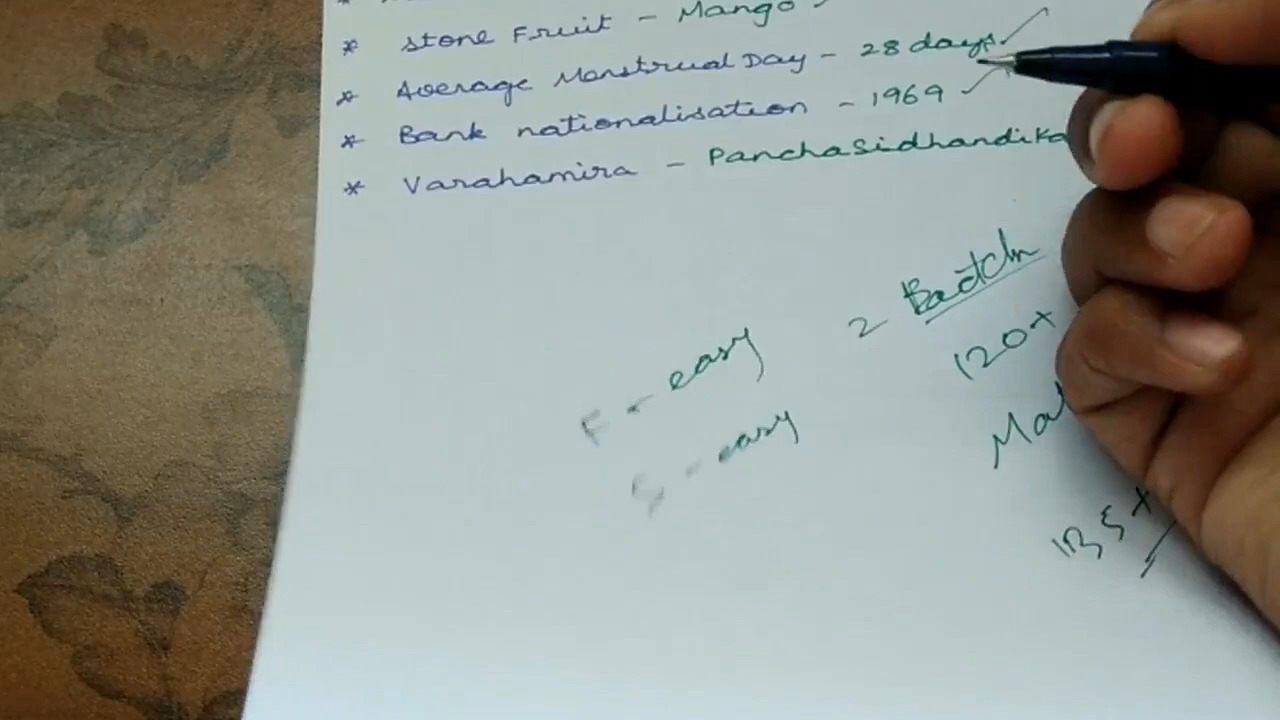 * Stone Fruit - Mango ✓
* Average Menstrual Day - 28 days ✓
* Bank nationalisation - 1969 ✓
* Varahamira - Panchasidhandika
2 Batch
120+
F - easy
S - easy
135+